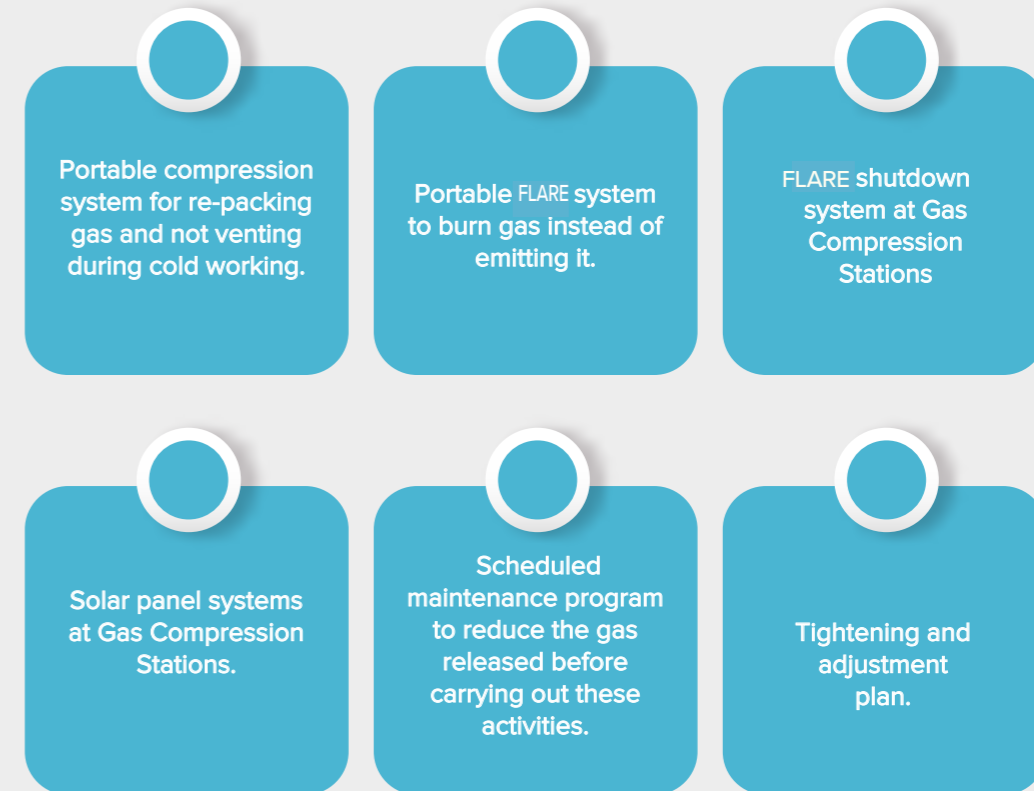 Portable compression
system for re-packing
gas and not venting
during cold working.
Portable FLARE system
to burn gas instead of
emitting it.
FLARE shutdown
system at Gas
Compression
Stations
Solar panel systems
at Gas Compression
Stations.
Scheduled
maintenance program
to reduce the gas
released before
carrying out these
activities.
Tightening and
adjustment
plan.